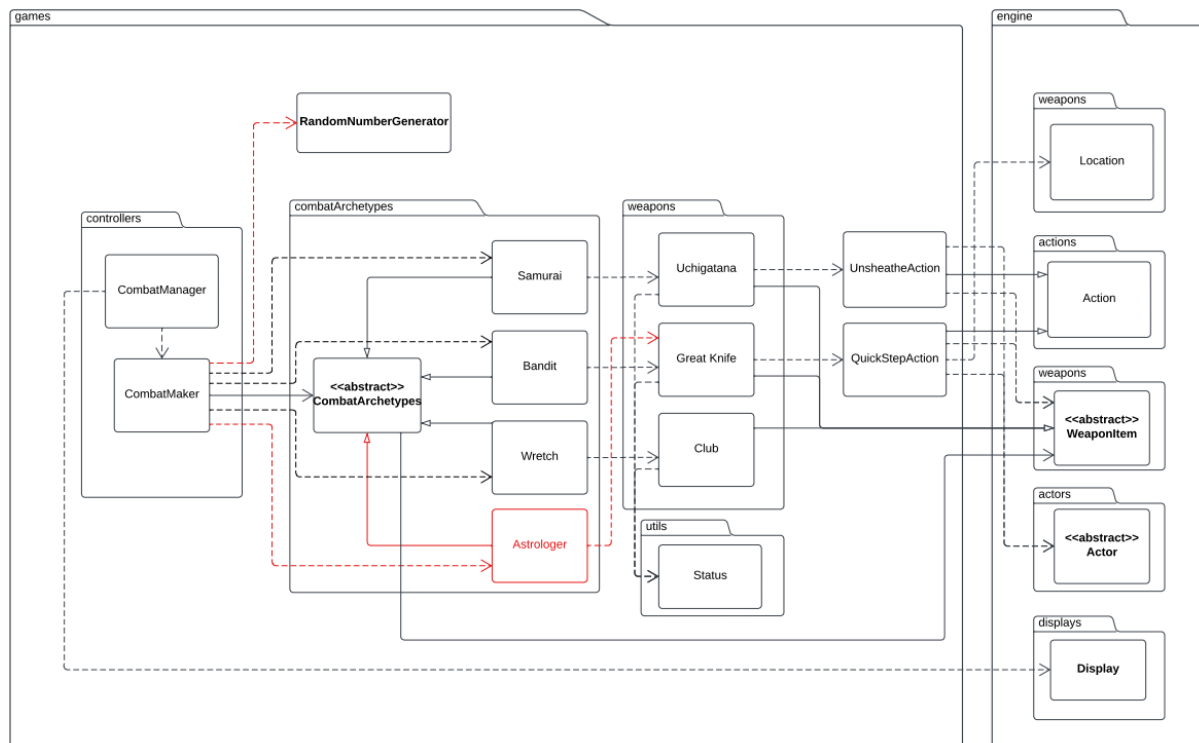 games
engine
weapons
RandomNumberGenerator
Location
controllers
combatArchetypes
weapons
actions
CombatManager
Samurai
Uchigatana
UnsheatheAction
Action
CombatMaker
<<abstract>>
CombatArchetypes
Bandit
Great Knife
QuickStepAction
weapons
<<abstract>>
WeaponItem
Wretch
Club
actors
Astrologer
utils
Status
<<abstract>>
Actor
displays
Display